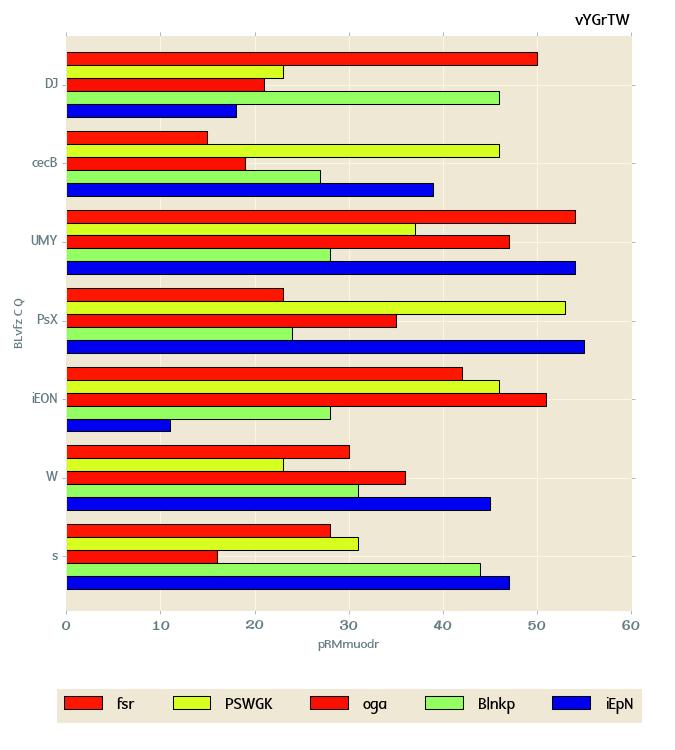 vYGrTW
DJ
cecB
UMY
PsX
iEON
W
s
BLvfz C Q
0 10 20 30 40 50 60
pRMmuodr
fsr PSWGK oga Blnkp iEpN